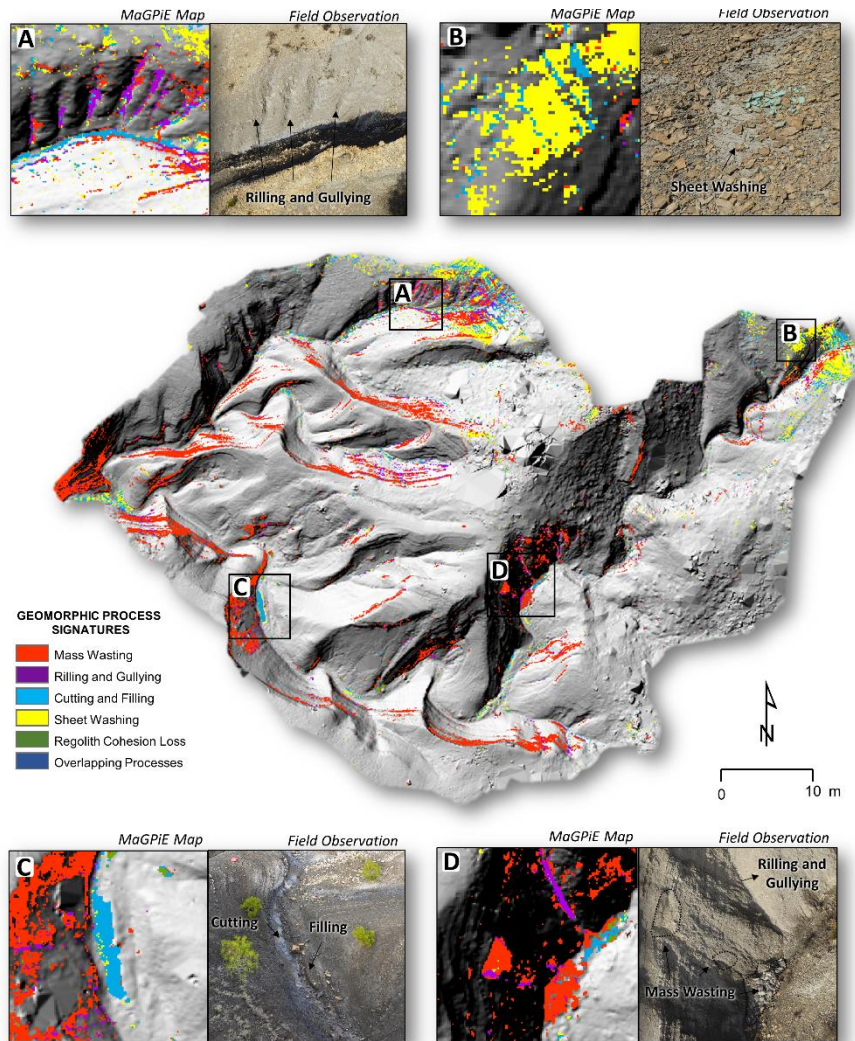 MaGPiE Map
Field Observation
A
Rilling and Gullying
MaGPiE Map
Field Observation
B
Sheet Washing
A
B
C
D
GEOMORPHIC PROCESS
SIGNATURES
Mass Wasting
Rilling and Gullying
Cutting and Filling
Sheet Washing
Regolith Cohesion Loss
Overlapping Processes
N
0
10 m
MaGPiE Map
Field Observation
C
Cutting
Filling
MaGPiE Map
Field Observation
D
Rilling and
Gullying
Mass Wasting